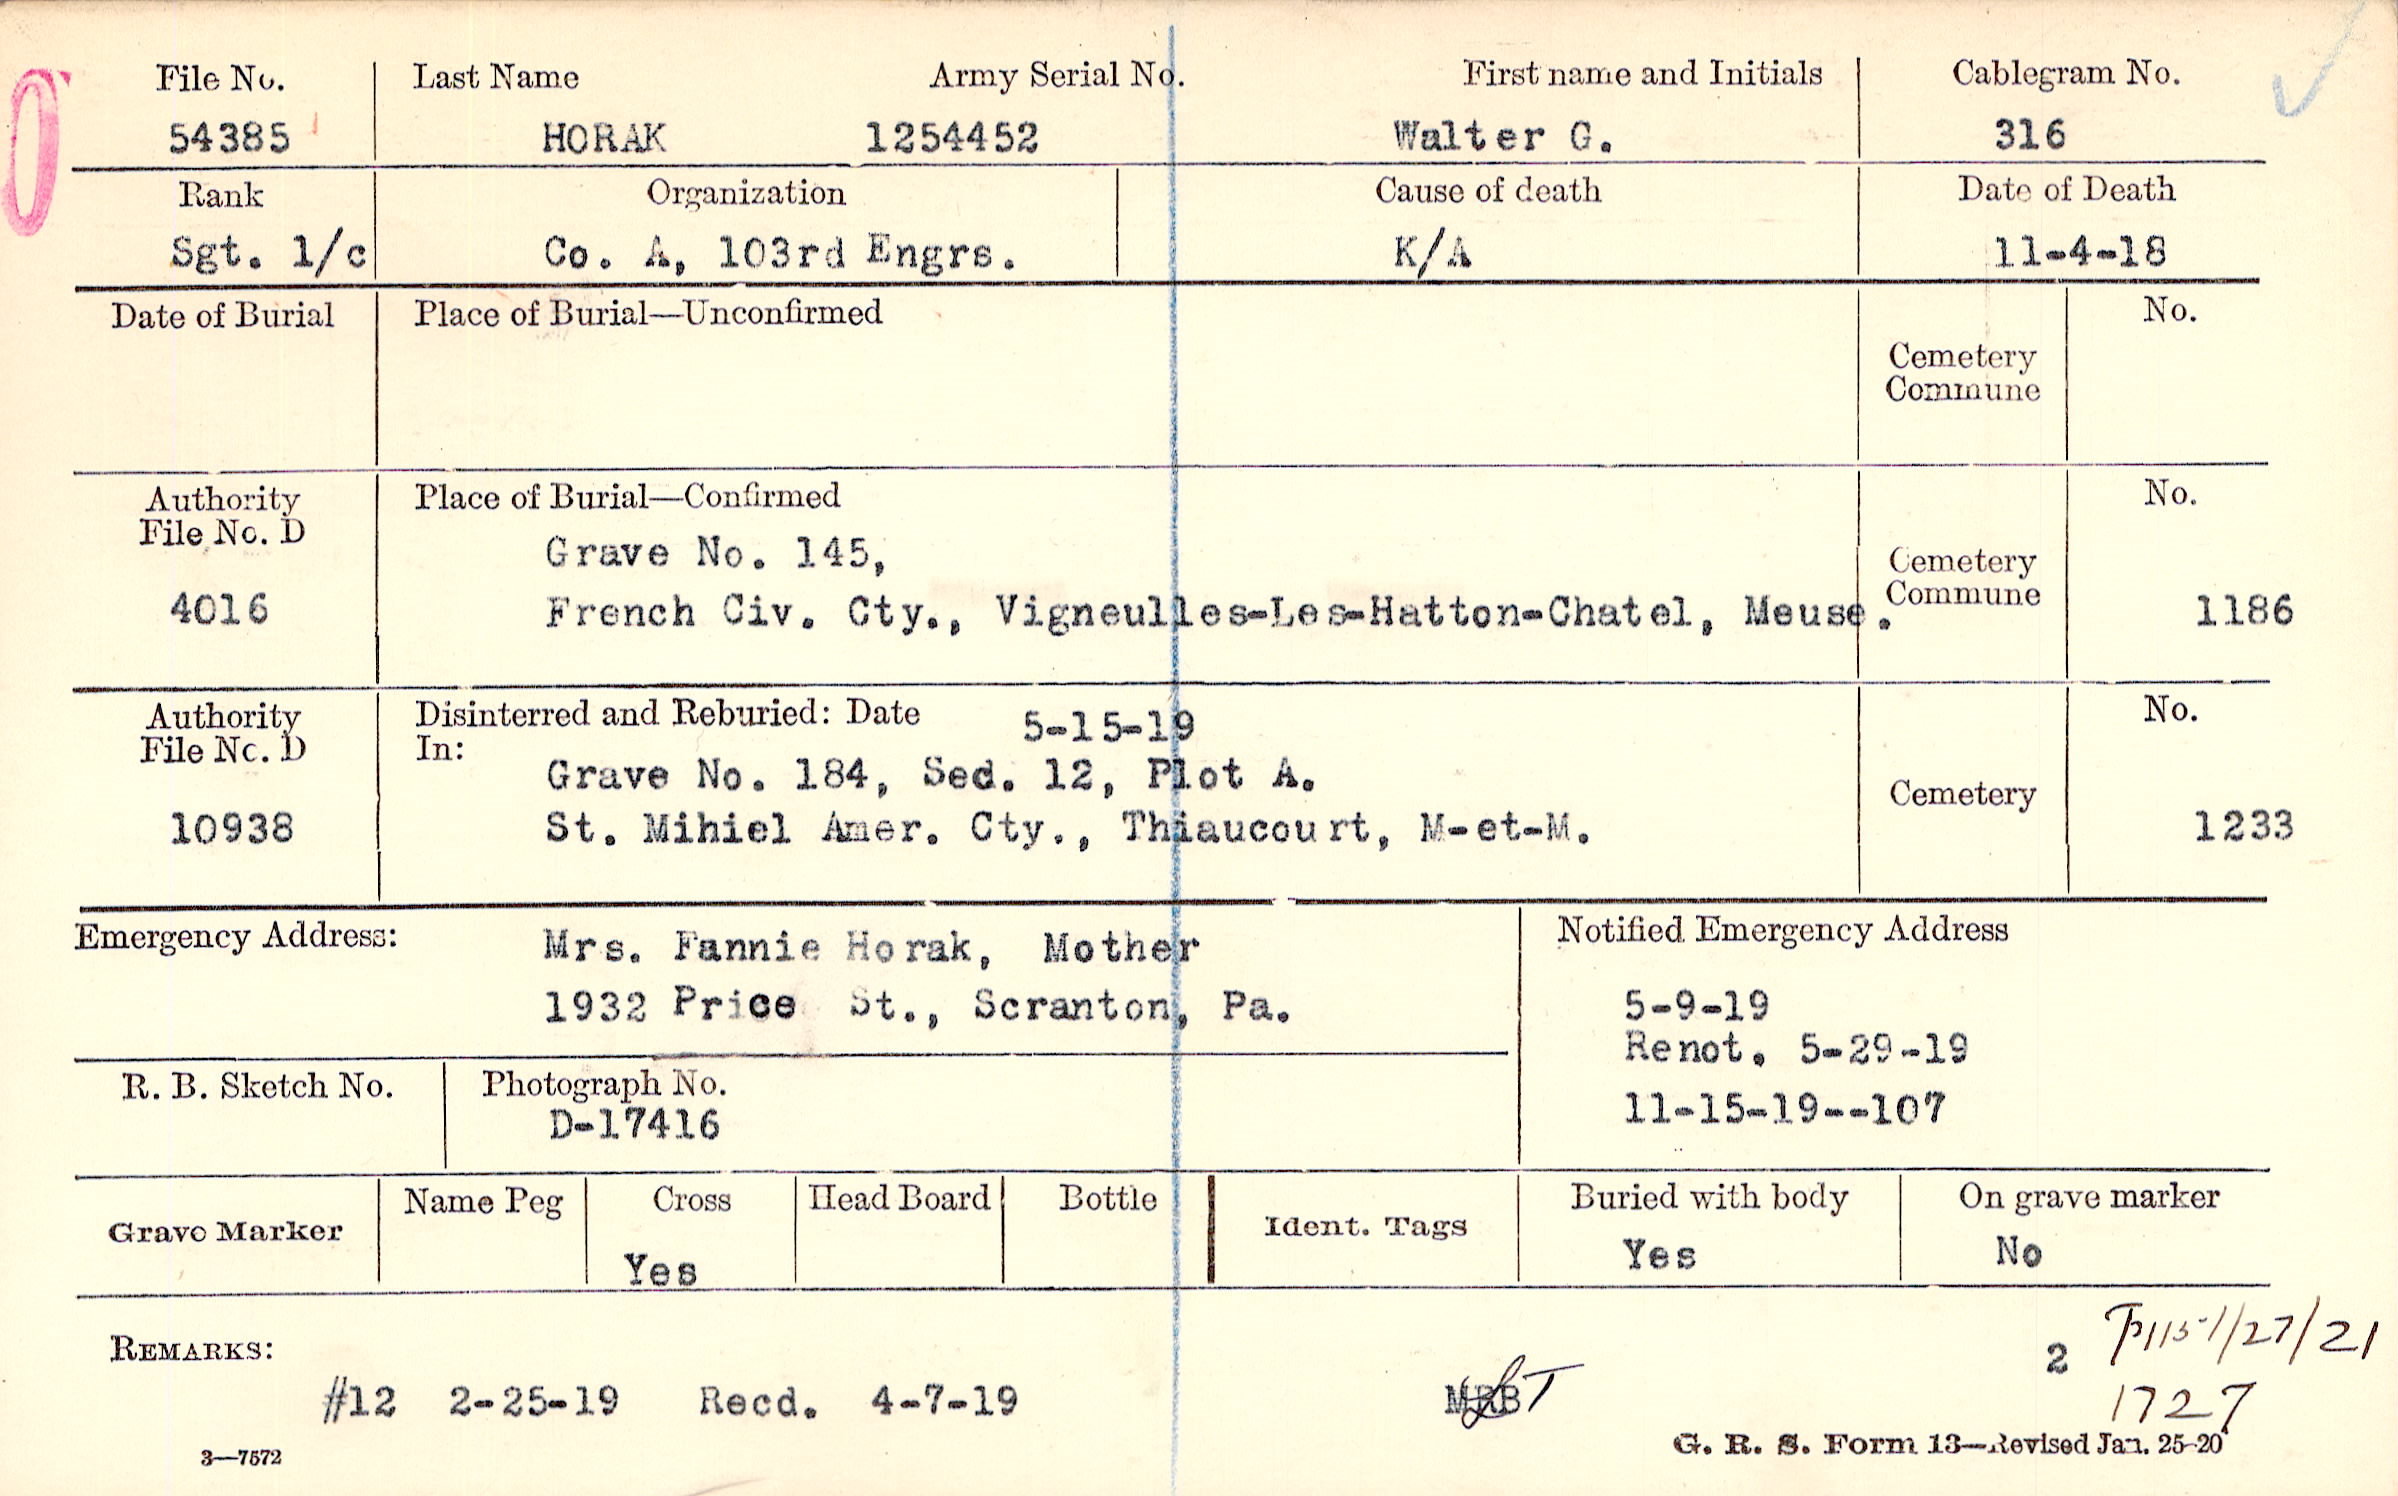 File No. Last Name Army Serial No. First name and Initials Cablegram No.
54385 HORAK 1254452 Walter G. 316
Rank Organization Cause of death Date of Death
Sgt. 1/c Co. A, 103rd Engrs. K/A 11-4-18
Date of Burial Place of Burial—Unconfirmed No.
Cemetery
Commune
Authority Place of Burial—Confirmed No.
File No. D
Grave No. 145,
Cemetery
Commune
4016 French Civ. Cty., Vigneulles-Les-Hatton-Chatel, Meuse. 1186
Authority Disinterred and Reburied: Date 5-15-19 No.
File No. D In:
Grave No. 184, Sed. 12, Plot A.
Cemetery
10938 St. Mihiel Amer. Cty., Thiaucourt, M-et-M. 1233
Emergency Address: Mrs. Fannie Horak, Mother Notified Emergency Address
1932 Price St., Scranton, Pa. 5-9-19
Renot. 5-29-19
R. B. Sketch No. Photograph No. 11-15-19--107
D-17416
Grave Marker Name Peg Cross Head Board Bottle Ident. Tags Buried with body On grave marker
Yes Yes No
REMARKS: 2 1/27/21
#12 2-25-19 Recd. 4-7-19 MRB 1727
3—7572 G. R. S. Form 13—Revised Jan. 25-20